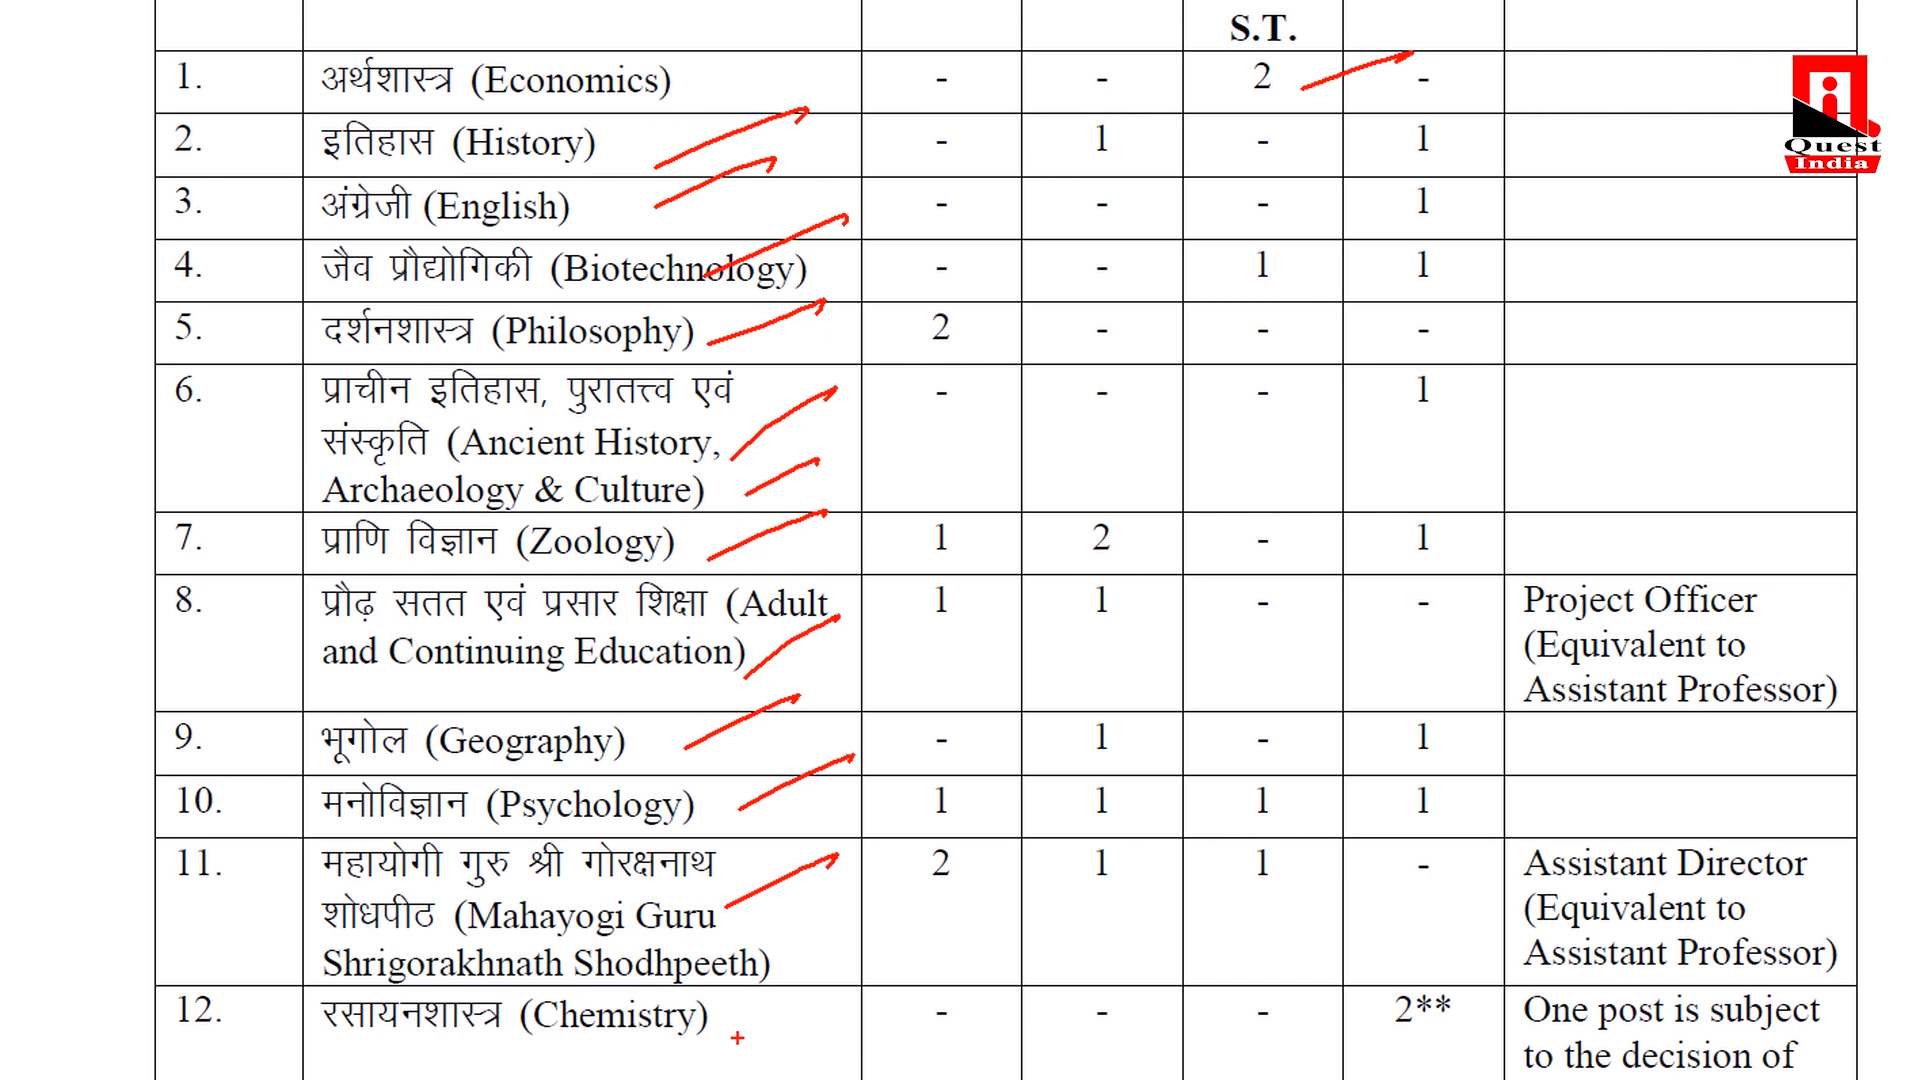 S.T.
1. अर्थशास्त्र (Economics) - - 2 -
2. इतिहास (History) - 1 - 1
3. अंग्रेजी (English) - - - 1
4. जैव प्रौद्योगिकी (Biotechnology) - - 1 1
5. दर्शनशास्त्र (Philosophy) 2 - - -
6. प्राचीन इतिहास, पुरातत्त्व एवं - - - 1
संस्कृति (Ancient History,
Archaeology & Culture)
7. प्राणि विज्ञान (Zoology) 1 2 - 1
8. प्रौढ़ सतत एवं प्रसार शिक्षा (Adult 1 1 - - Project Officer
and Continuing Education) (Equivalent to
Assistant Professor)
9. भूगोल (Geography) - 1 - 1
10. मनोविज्ञान (Psychology) 1 1 1 1
11. महायोगी गुरु श्री गोरक्षनाथ 2 1 1 - Assistant Director
शोधपीठ (Mahayogi Guru (Equivalent to
Shrigorakhnath Shodhpeeth) Assistant Professor)
12. रसायनशास्त्र (Chemistry) - - - 2** One post is subject
to the decision of
Quest
India